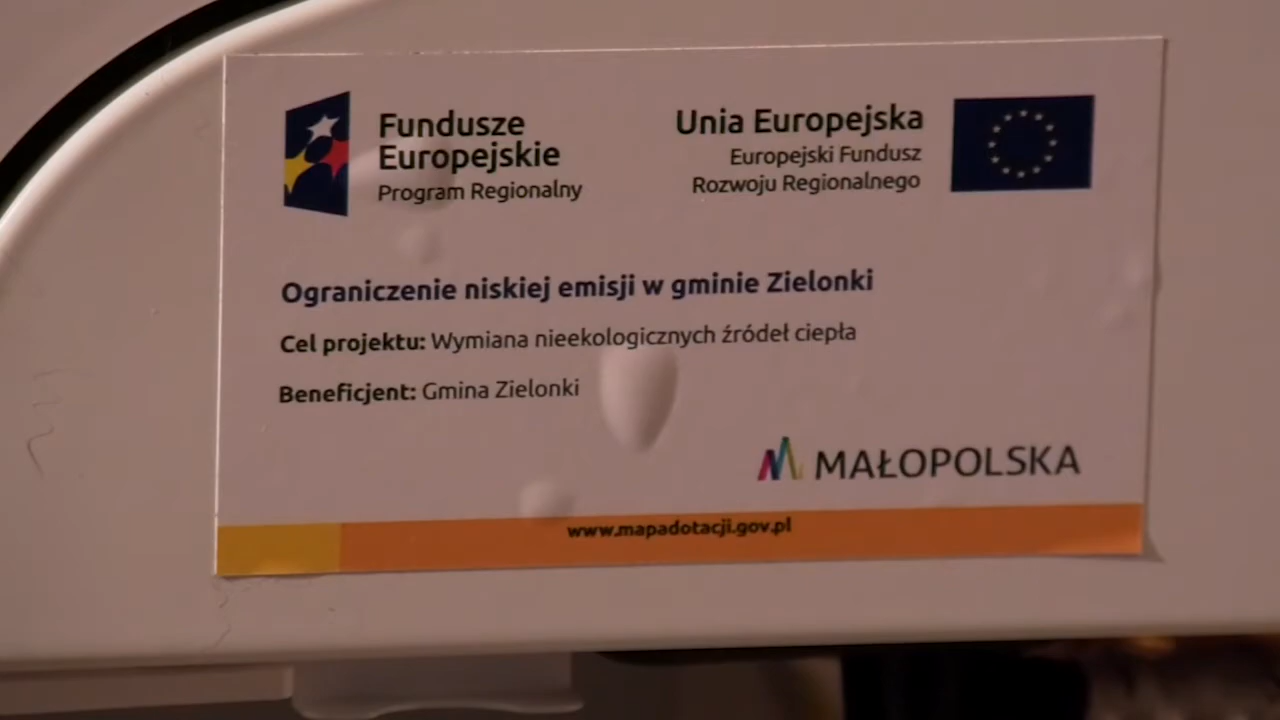 Fundusze
Europejskie
Program Regionalny
Unia Europejska
Europejski Fundusz
Rozwoju Regionalnego
Ograniczenie niskiej emisji w gminie Zielonki
Cel projektu: Wymiana nieekologicznych źródeł ciepła
Beneficjent: Gmina Zielonki
MAŁOPOLSKA
www.mapadotacji.gov.pl